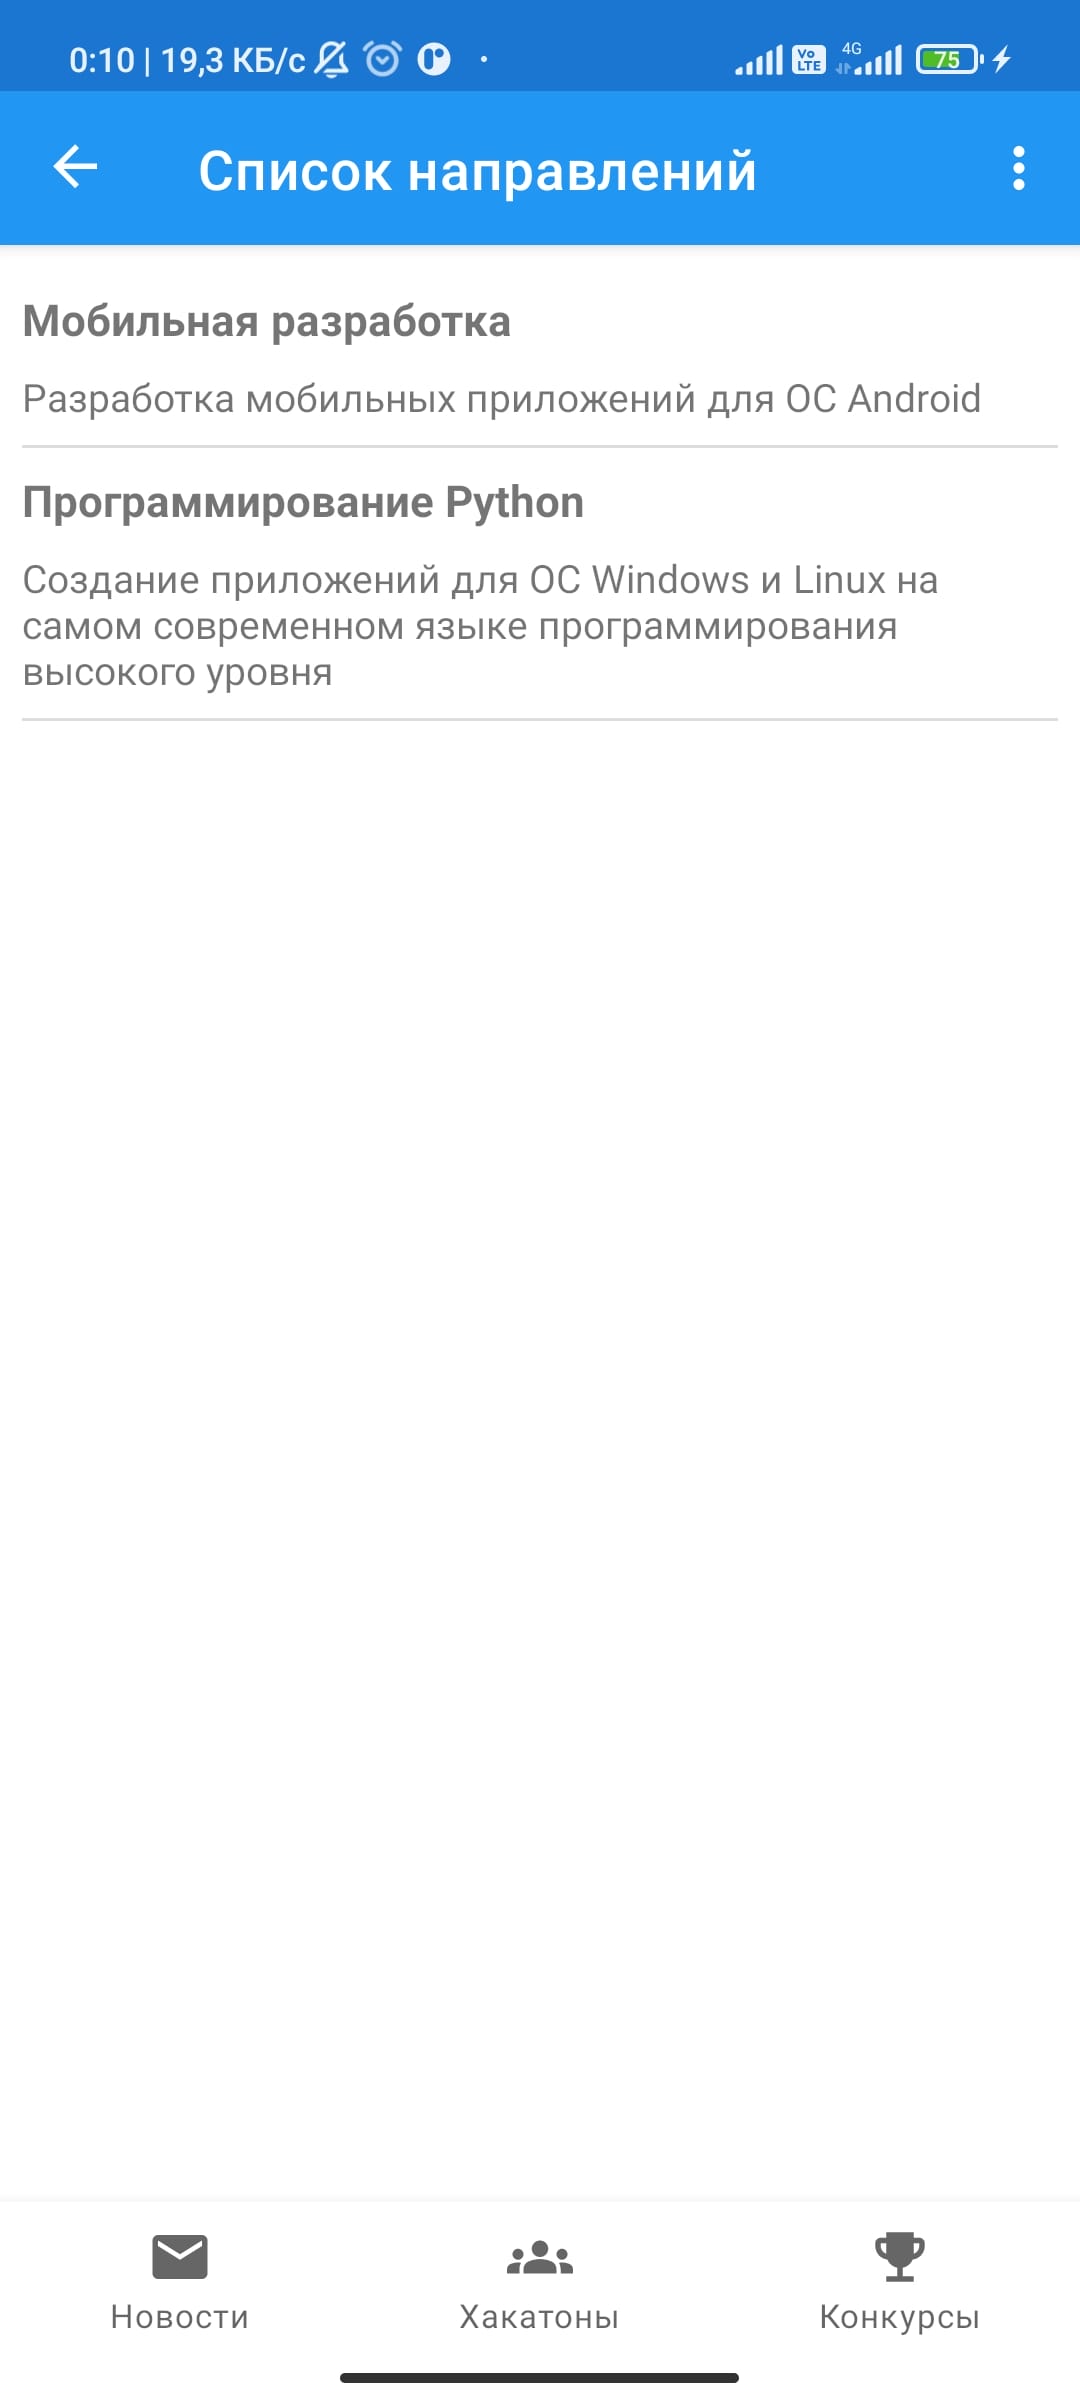 0:10 | 19,3 КБ/с
Vo LTE 4G 75
Список направлений
Мобильная разработка
Разработка мобильных приложений для ОС Android
Программирование Python
Создание приложений для ОС Windows и Linux на
самом современном языке программирования
высокого уровня
Новости Хакатоны Конкурсы